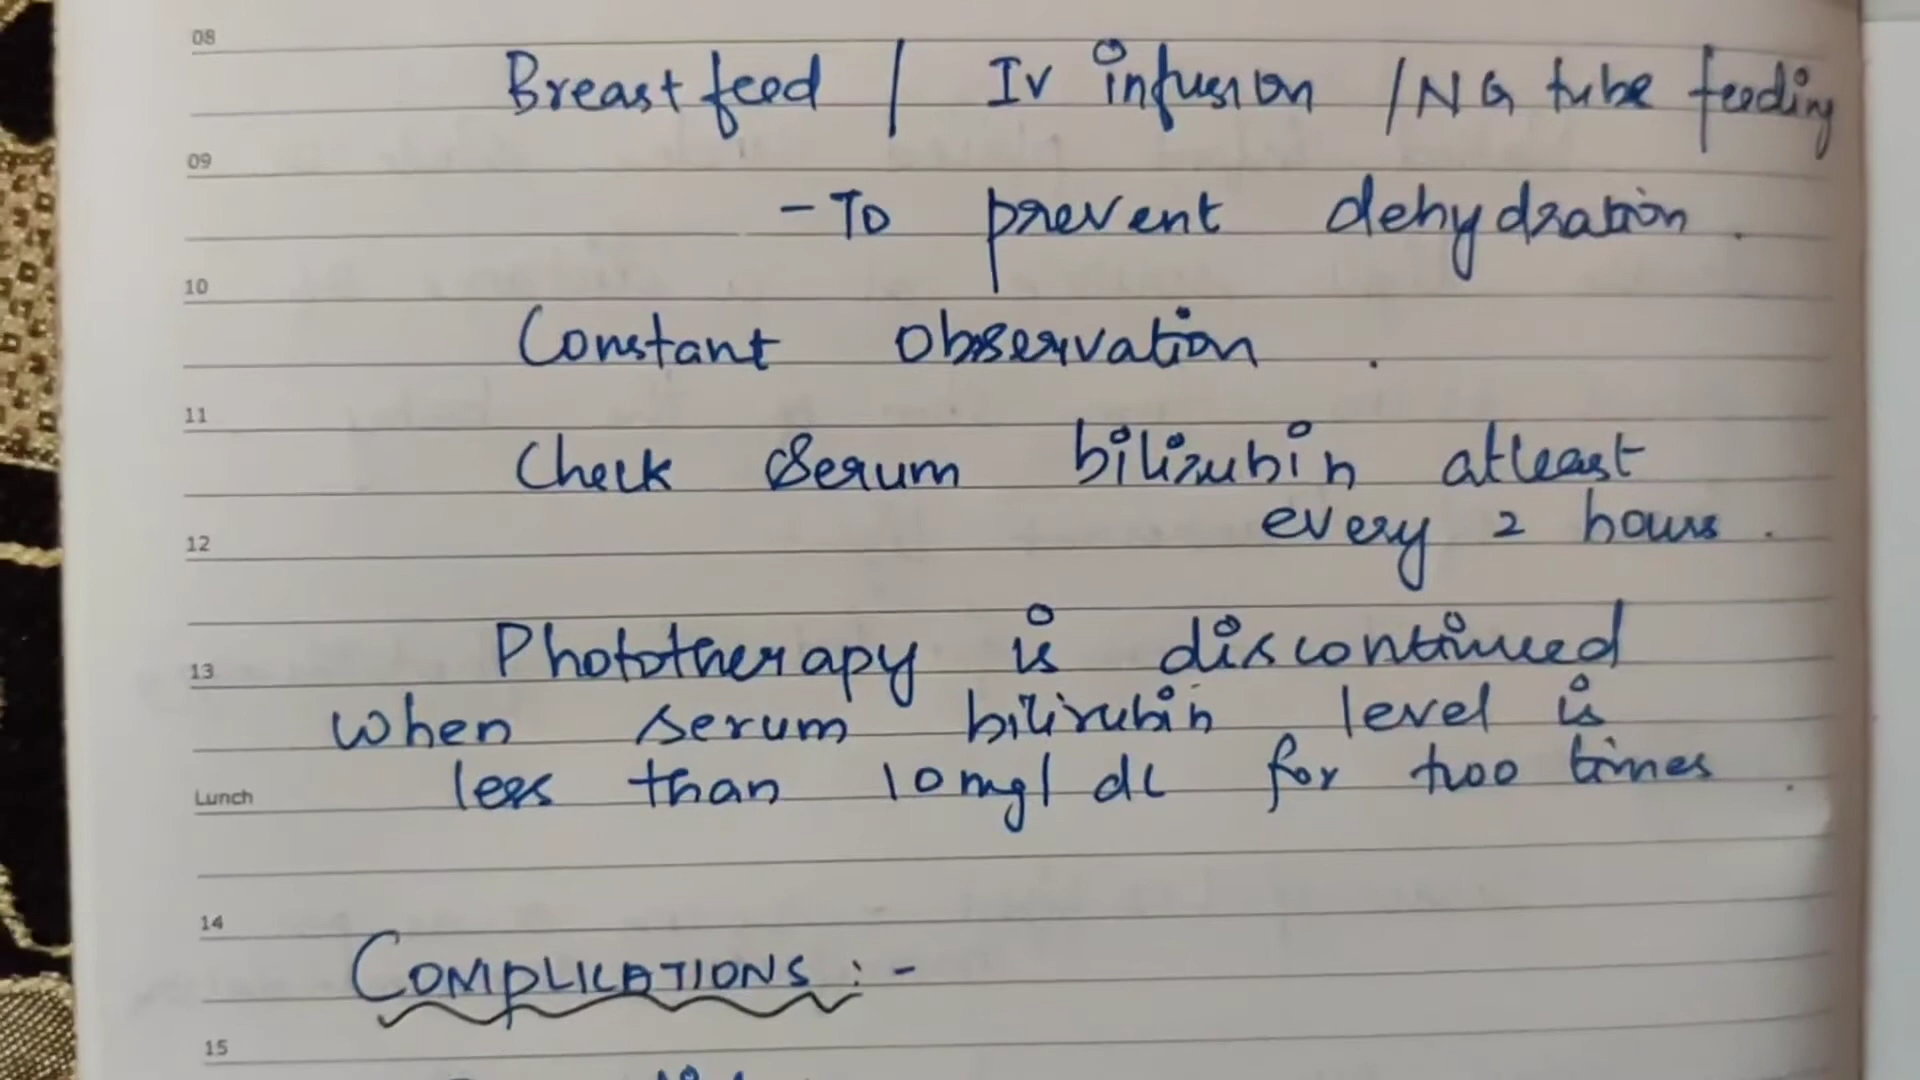 08
Breast feed / IV infusion / NG tube feeding
09
- To prevent dehydration.
10
Constant observation.
11
Check Serum bilirubin atleast
every 2 hours.
12
Phototherapy is discontinued
13
when serum bilirubin level is
less than 10mg/dl for two times.
Lunch
14
COMPLICATIONS :-
15